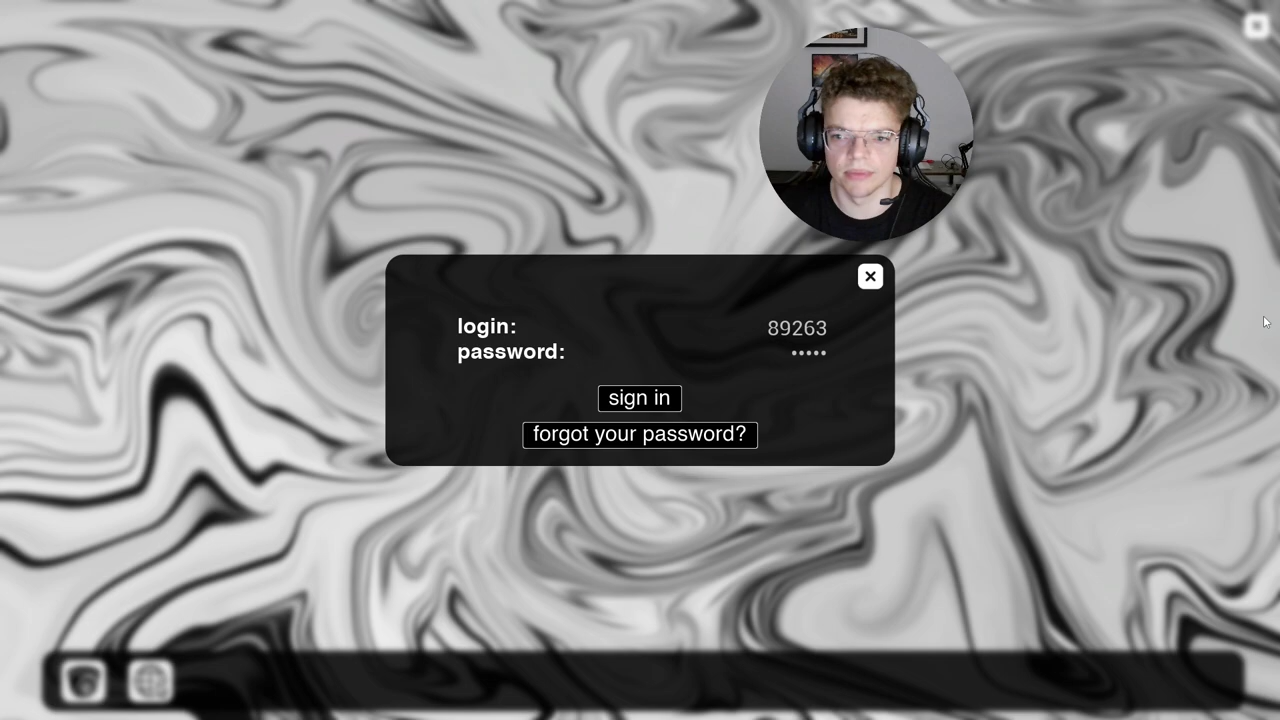 login: 89263
password: •••••
sign in
forgot your password?